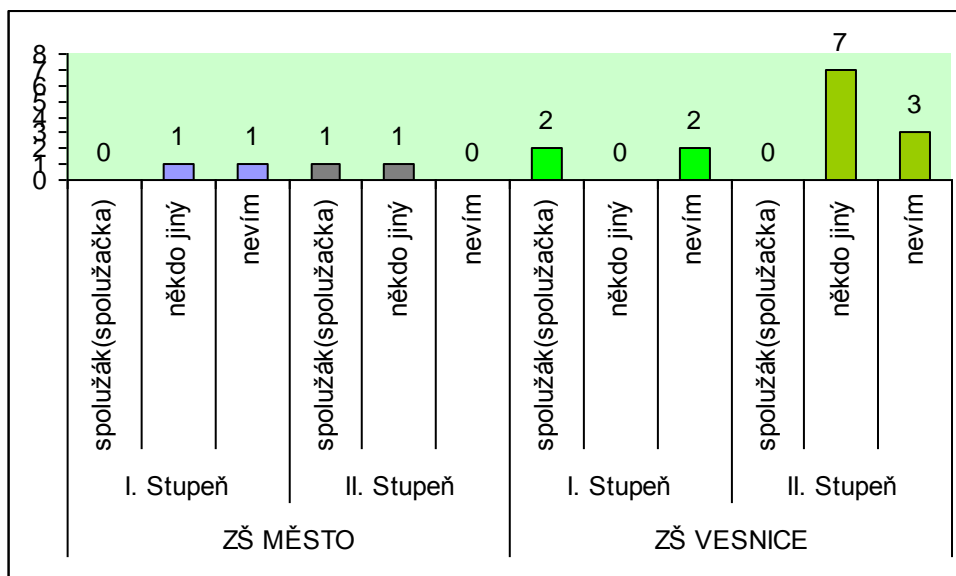 8
7
6
5
4
3
2
1
0
0
1
1
1
1
0
2
0
2
0
7
3
spolužák(spolužačka)
někdo jiný
nevím
spolužák(spolužačka)
někdo jiný
nevím
spolužák(spolužačka)
někdo jiný
nevím
spolužák(spolužačka)
někdo jiný
nevím
I. Stupeň
II. Stupeň
I. Stupeň
II. Stupeň
ZŠ MĚSTO
ZŠ VESNICE